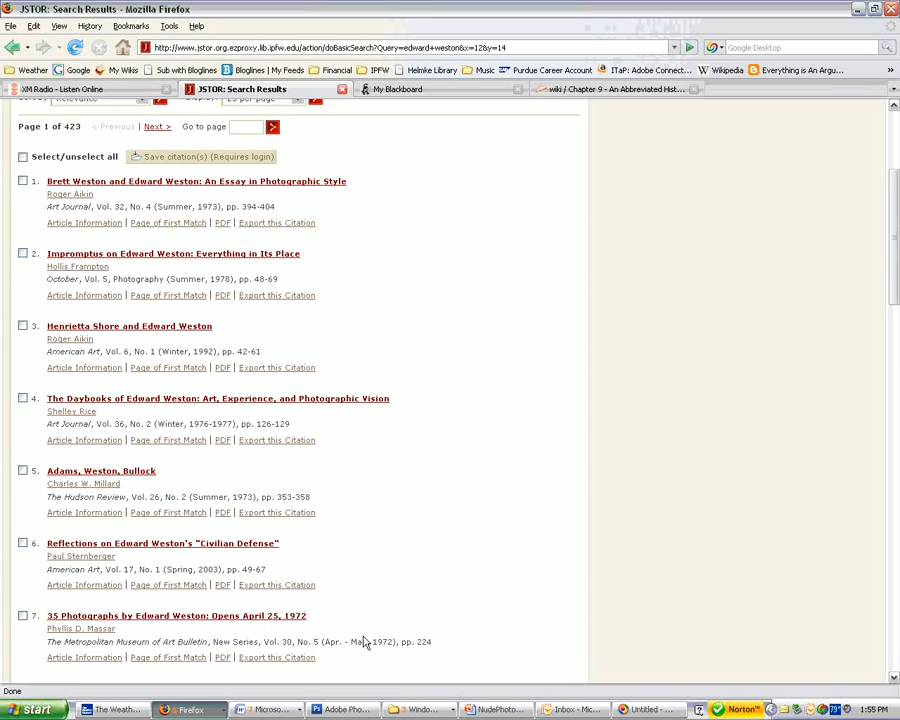 JSTOR: Search Results - Mozilla Firefox
File Edit View History Bookmarks Tools Help
http://www.jstor.org.ezproxy.lib.ipfw.edu/action/doBasicSearch?Query=edward+weston&x=12&y=14
Google Desktop
Weather Google My Wikis Sub with Bloglines Bloglines | My Feeds Financial IPFW Helmke Library Music Purdue Career Account ITaP: Adobe Connect... Wikipedia Everything is An Argu...
XM Radio - Listen Online JSTOR: Search Results My Blackboard wiki / Chapter 9 - An Abbreviated Hist...
Page 1 of 423 < Previous | Next > Go to page
Select/unselect all Save citation(s) (Requires login)
1. Brett Weston and Edward Weston: An Essay in Photographic Style
Roger Aikin
Art Journal, Vol. 32, No. 4 (Summer, 1973), pp. 394-404
Article Information | Page of First Match | PDF | Export this Citation
2. Impromptus on Edward Weston: Everything in Its Place
Hollis Frampton
October, Vol. 5, Photography (Summer, 1978), pp. 48-69
Article Information | Page of First Match | PDF | Export this Citation
3. Henrietta Shore and Edward Weston
Roger Aikin
American Art, Vol. 6, No. 1 (Winter, 1992), pp. 42-61
Article Information | Page of First Match | PDF | Export this Citation
4. The Daybooks of Edward Weston: Art, Experience, and Photographic Vision
Shelley Rice
Art Journal, Vol. 36, No. 2 (Winter, 1976-1977), pp. 126-129
Article Information | Page of First Match | PDF | Export this Citation
5. Adams, Weston, Bullock
Charles W. Millard
The Hudson Review, Vol. 26, No. 2 (Summer, 1973), pp. 353-358
Article Information | Page of First Match | PDF | Export this Citation
6. Reflections on Edward Weston's "Civilian Defense"
Paul Sternberger
American Art, Vol. 17, No. 1 (Spring, 2003), pp. 49-67
Article Information | Page of First Match | PDF | Export this Citation
7. 35 Photographs by Edward Weston: Opens April 25, 1972
Phyllis D. Massar
The Metropolitan Museum of Art Bulletin, New Series, Vol. 30, No. 5 (Apr. - May, 1972), pp. 224
Article Information | Page of First Match | PDF | Export this Citation
Done
start The Weath... 5 Firefox 7 Microso... Adobe Pho... 3 Window... NudePhoto... Inbox - Mic... Untitled - ... Norton™ 79° 1:55 PM